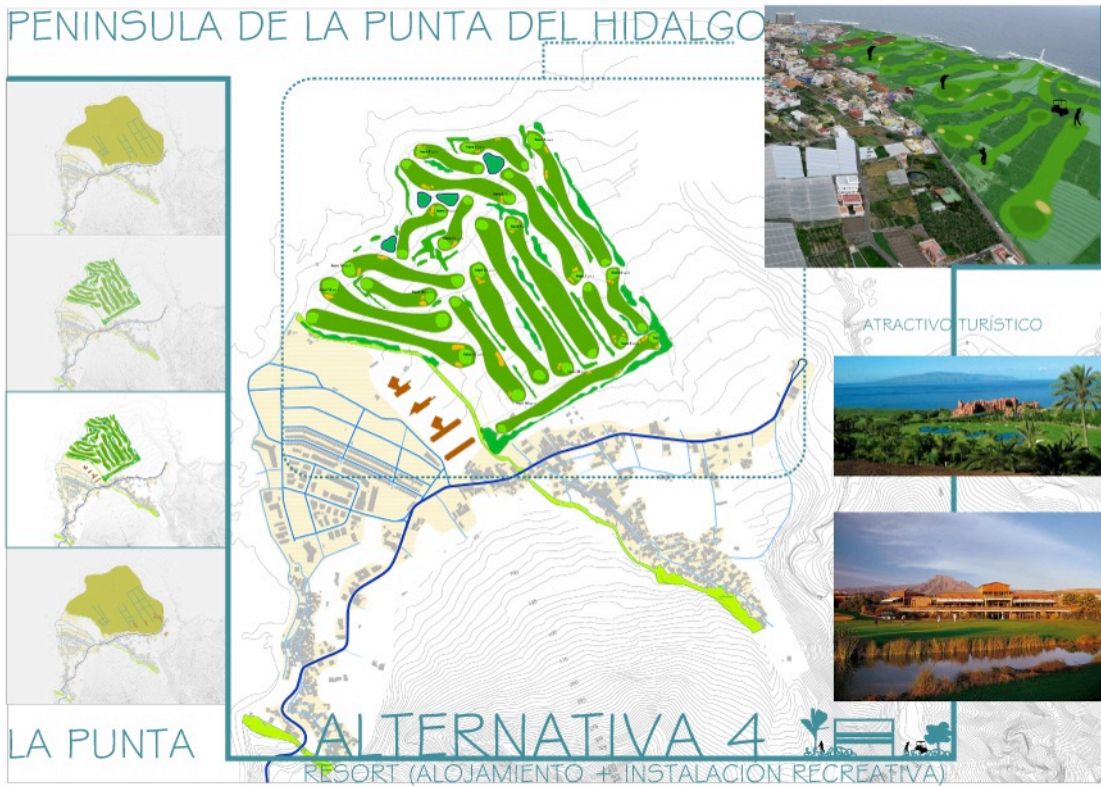 PENINSULA DE LA PUNTA DEL HIDALGO
ATRACTIVO TURÍSTICO
LA PUNTA
ALTERNATIVA 4
RESORT (ALOJAMIENTO + INSTALACION RECREATIVA)